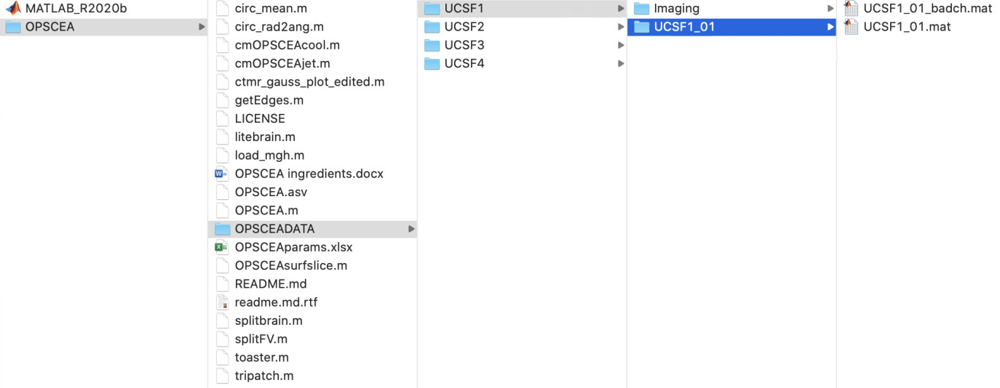 MATLAB_R2020b
OPSCEA
circ_mean.m
circ_rad2ang.m
cmOPSCEAcool.m
cmOPSCEAjet.m
ctmr_gauss_plot_edited.m
getEdges.m
LICENSE
litebrain.m
load_mgh.m
OPSCEA ingredients.docx
OPSCEA.asv
OPSCEA.m
OPSCEADATA
OPSCEAparams.xlsx
OPSCEAsurfslice.m
README.md
readme.md.rtf
splitbrain.m
splitFV.m
toaster.m
tripatch.m
UCSF1
UCSF2
UCSF3
UCSF4
Imaging
UCSF1_01
UCSF1_01_badch.mat
UCSF1_01.mat